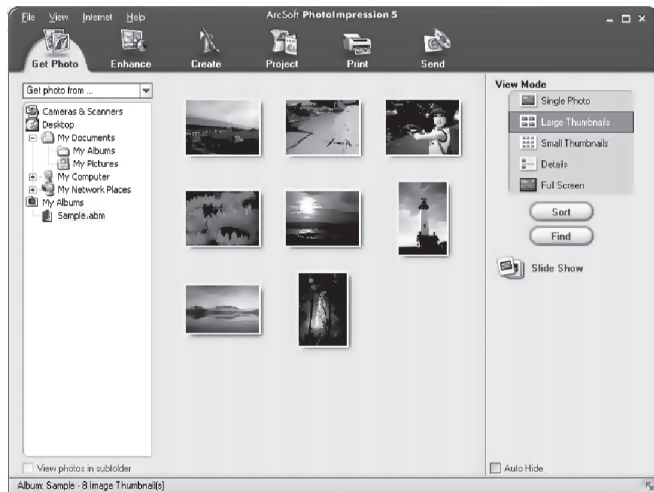 File View Internet Help
ArcSoft PhotoImpression 5
Get Photo Enhance Create Project Print Send
Get photo from ...
Cameras & Scanners
Desktop
My Documents
My Albums
My Pictures
My Computer
My Network Places
My Albums
Sample.abm
View photos in subfolder
View Mode
Single Photo
Large Thumbnails
Small Thumbnails
Details
Full Screen
Sort
Find
Slide Show
Auto Hide
Album: Sample - 8 Image Thumbnail(s)